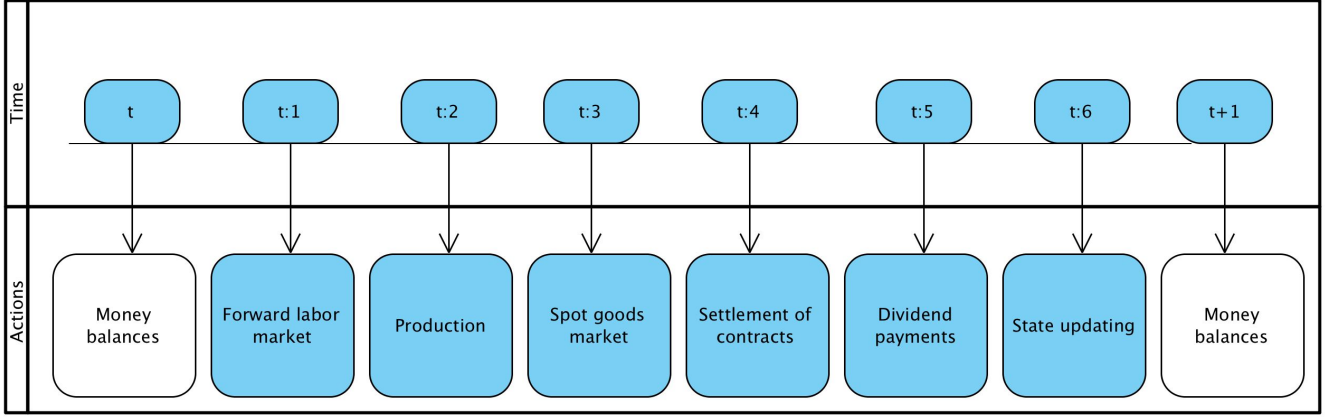 Time
t
t:1
t:2
t:3
t:4
t:5
t:6
t+1
Actions
Money
balances
Forward labor
market
Production
Spot goods
market
Settlement of
contracts
Dividend
payments
State updating
Money
balances